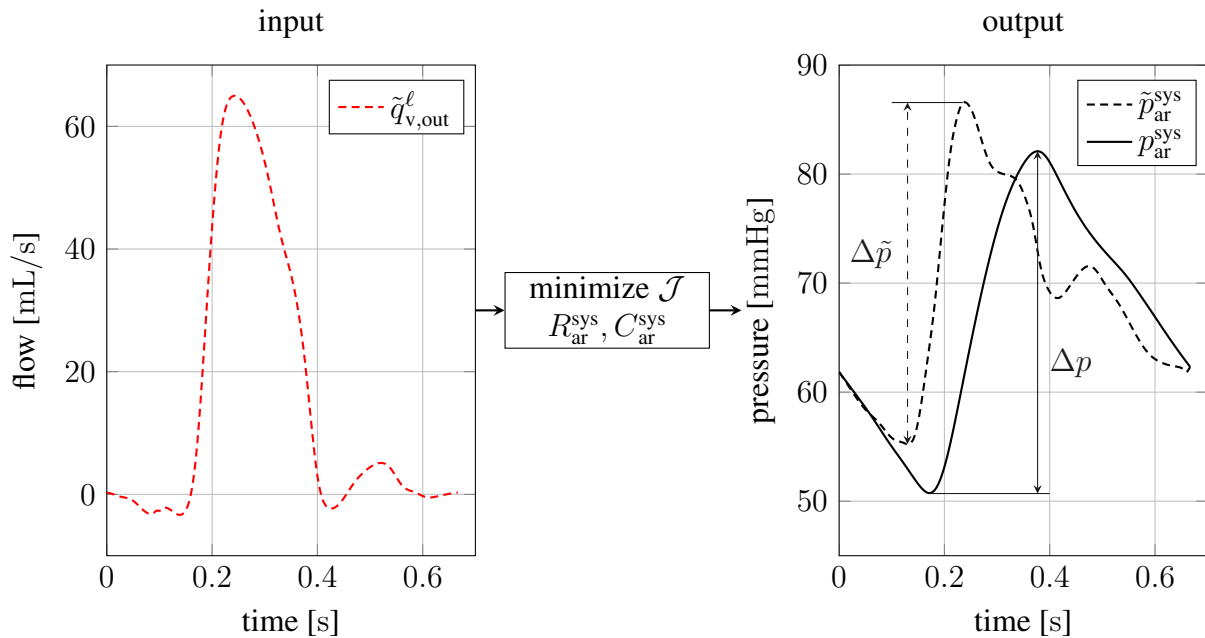 input
60
40
20
0
flow [mL/s]
0 0.2 0.4 0.6
time [s]
q̃ᵉˡˡ_v,out
minimize 𝒥
R_ar^sys, C_ar^sys
output
90
80
70
60
50
pressure [mmHg]
0 0.2 0.4 0.6
time [s]
p̃_ar^sys
p_ar^sys
Δp̃
Δp